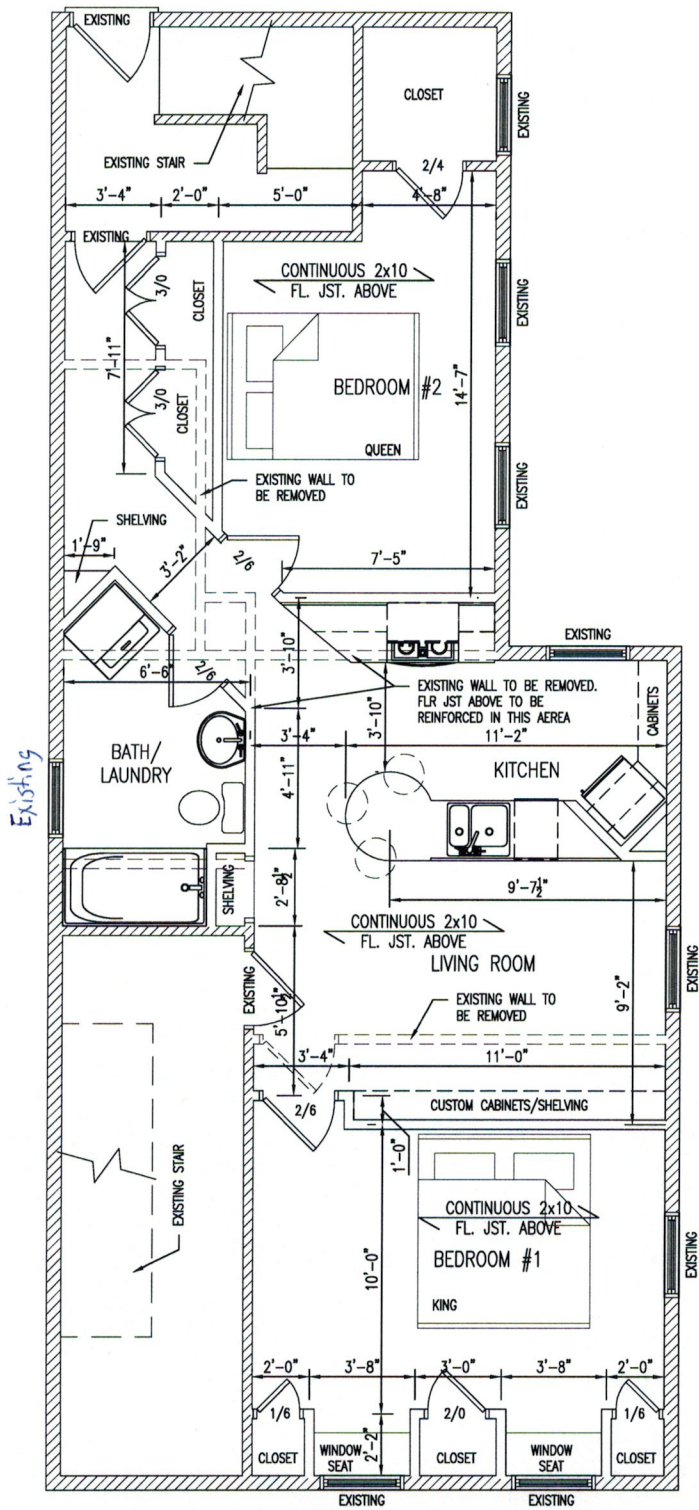 EXISTING
CLOSET
EXISTING
EXISTING STAIR
2/4
3'-4"
2'-0"
5'-0"
4'-8"
EXISTING
3/0
CLOSET
CONTINUOUS 2x10
FL. JST. ABOVE
EXISTING
7'-11"
BEDROOM #2
14'-7"
3/0
CLOSET
QUEEN
EXISTING WALL TO
BE REMOVED
EXISTING
SHELVING
1'-9"
3'-2"
2/6
7'-5"
EXISTING
6'-6"
2/6
3'-10"
EXISTING WALL TO BE REMOVED.
FLR JST ABOVE TO BE
REINFORCED IN THIS AEREA
3'-10"
CABINETS
3'-4"
11'-2"
BATH/
LAUNDRY
KITCHEN
4'-11"
Existing
SHELVING
2'-8½"
9'-7½"
CONTINUOUS 2x10
FL. JST. ABOVE
LIVING ROOM
EXISTING
EXISTING
5'-10½"
EXISTING WALL TO
BE REMOVED
9'-2"
3'-4"
11'-0"
2/6
CUSTOM CABINETS/SHELVING
1'-0"
EXISTING STAIR
CONTINUOUS 2x10
FL. JST. ABOVE
BEDROOM #1
EXISTING
10'-0"
KING
2'-0"
3'-8"
3'-0"
3'-8"
2'-0"
1/6
2/0
1/6
2'-2"
CLOSET
WINDOW
SEAT
CLOSET
WINDOW
SEAT
CLOSET
EXISTING
EXISTING